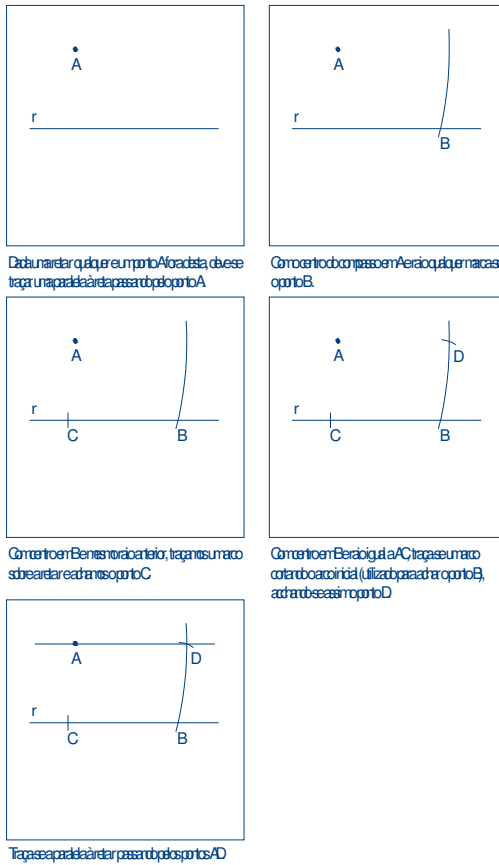 A
r
Dada uma reta r qualquer e um ponto A fora desta, deve-se
traçar uma paralela à reta passando pelo ponto A.
A
r
B
Com o centro do compasso em A e raio qualquer marca-se
o ponto B.
A
r
C
B
Com centro em B e mesmo raio anterior, traçamos um arco
sobre a reta r e achamos o ponto C.
A
D
r
C
B
Com centro em B e raio igual a AC, traça-se um arco
cortando o arco inicial (utilizado para achar o ponto B),
achando-se assim o ponto D.
A
D
r
C
B
Traça-se a paralela à reta r passando pelos pontos AD.